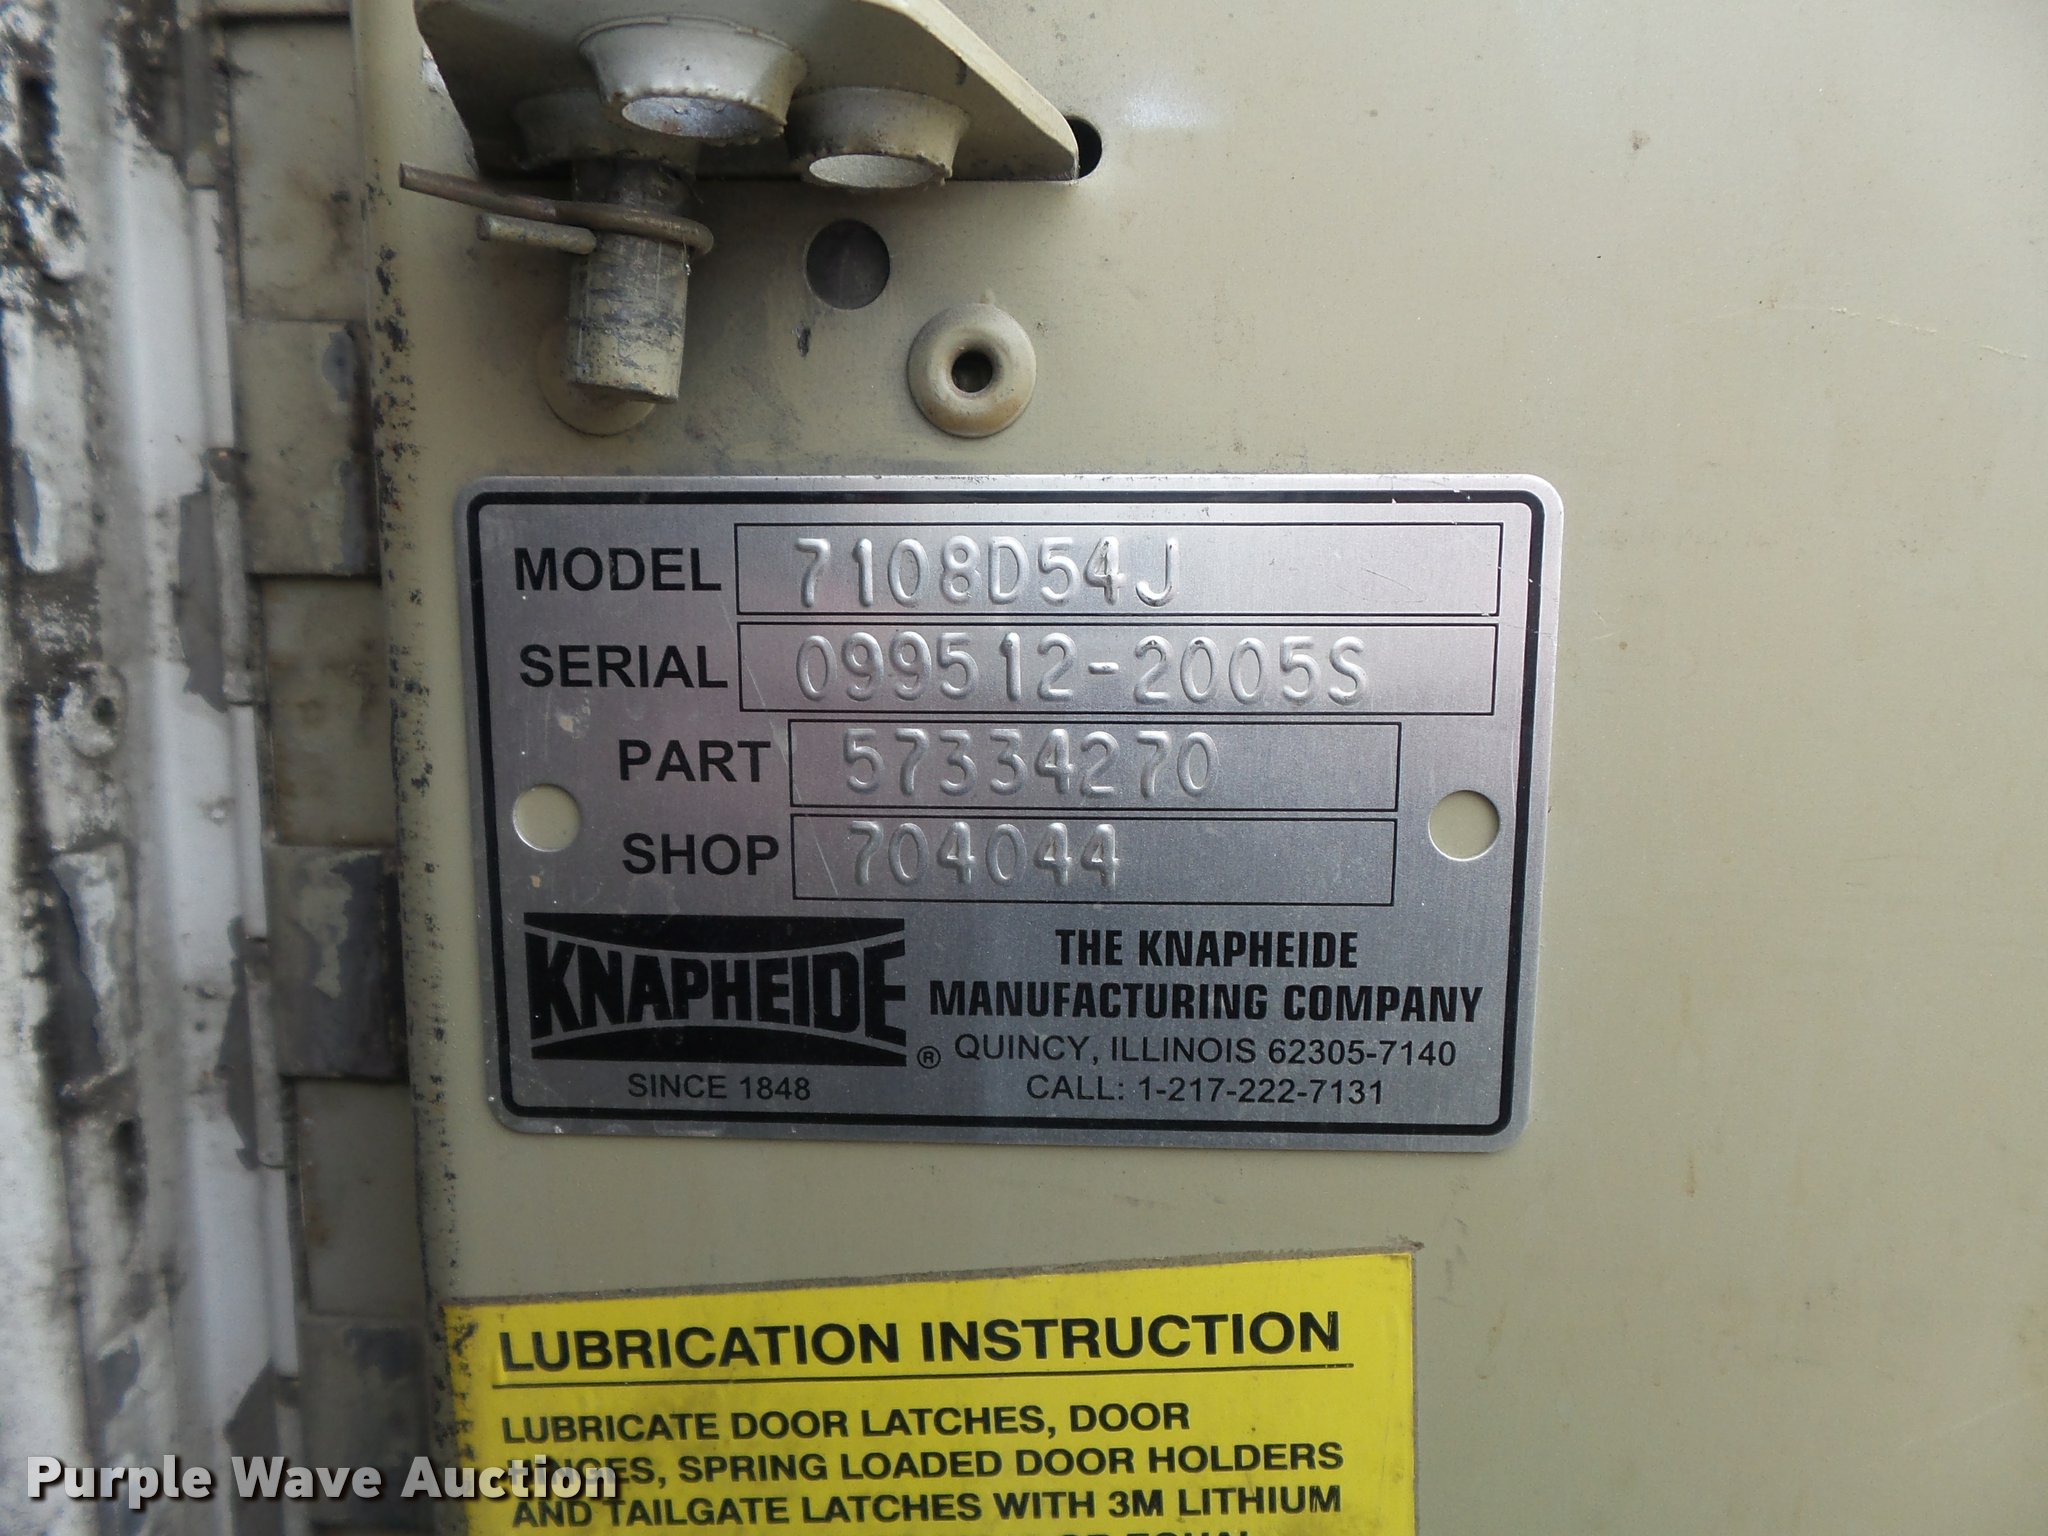 MODEL 7108D54J
SERIAL 099512-2005S
PART 57334270
SHOP 704044
KNAPHEIDE ®
SINCE 1848
THE KNAPHEIDE
MANUFACTURING COMPANY
QUINCY, ILLINOIS 62305-7140
CALL: 1-217-222-7131
LUBRICATION INSTRUCTION
LUBRICATE DOOR LATCHES, DOOR
HINGES, SPRING LOADED DOOR HOLDERS
AND TAILGATE LATCHES WITH 3M LITHIUM
Purple Wave Auction